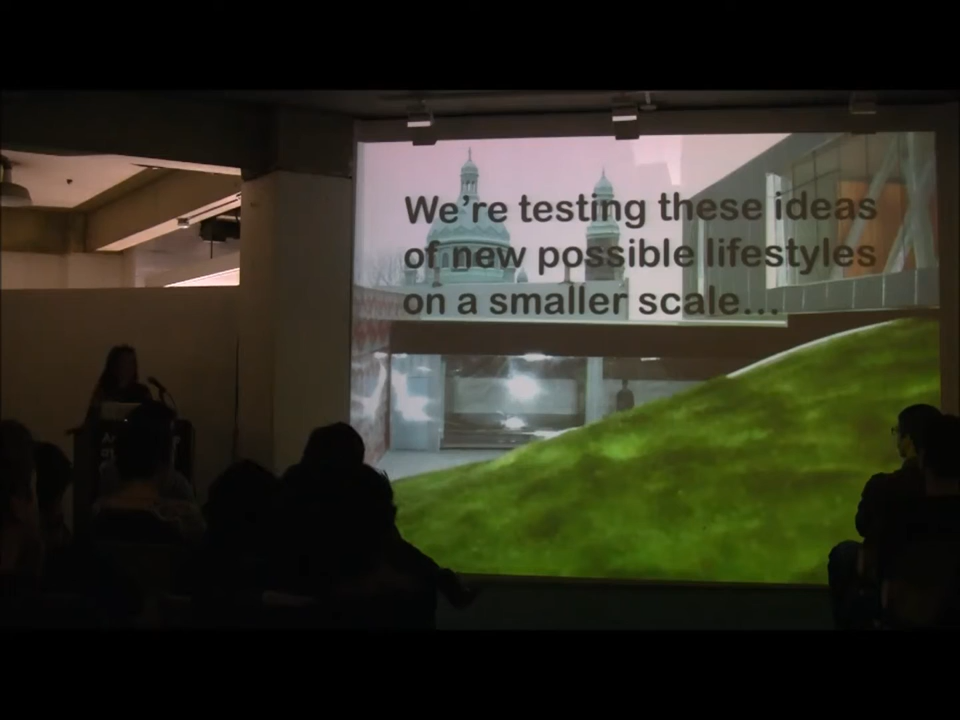 We're testing these ideas
of new possible lifestyles
on a smaller scale...